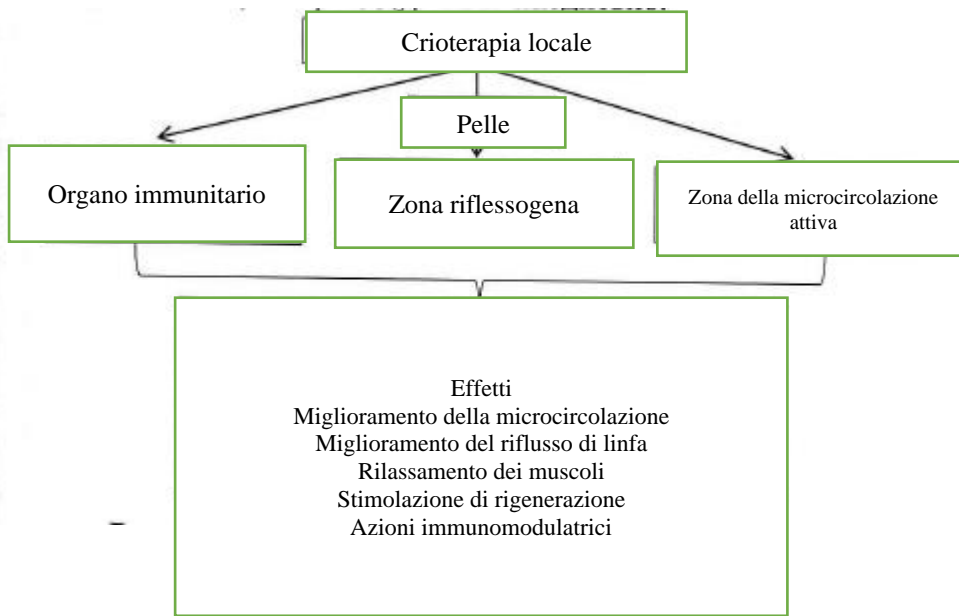 Crioterapia locale
Pelle
Organo immunitario
Zona riflessogena
Zona della microcircolazione
attiva
Effetti
Miglioramento della microcircolazione
Miglioramento del riflusso di linfa
Rilassamento dei muscoli
Stimolazione di rigenerazione
Azioni immunomodulatrici